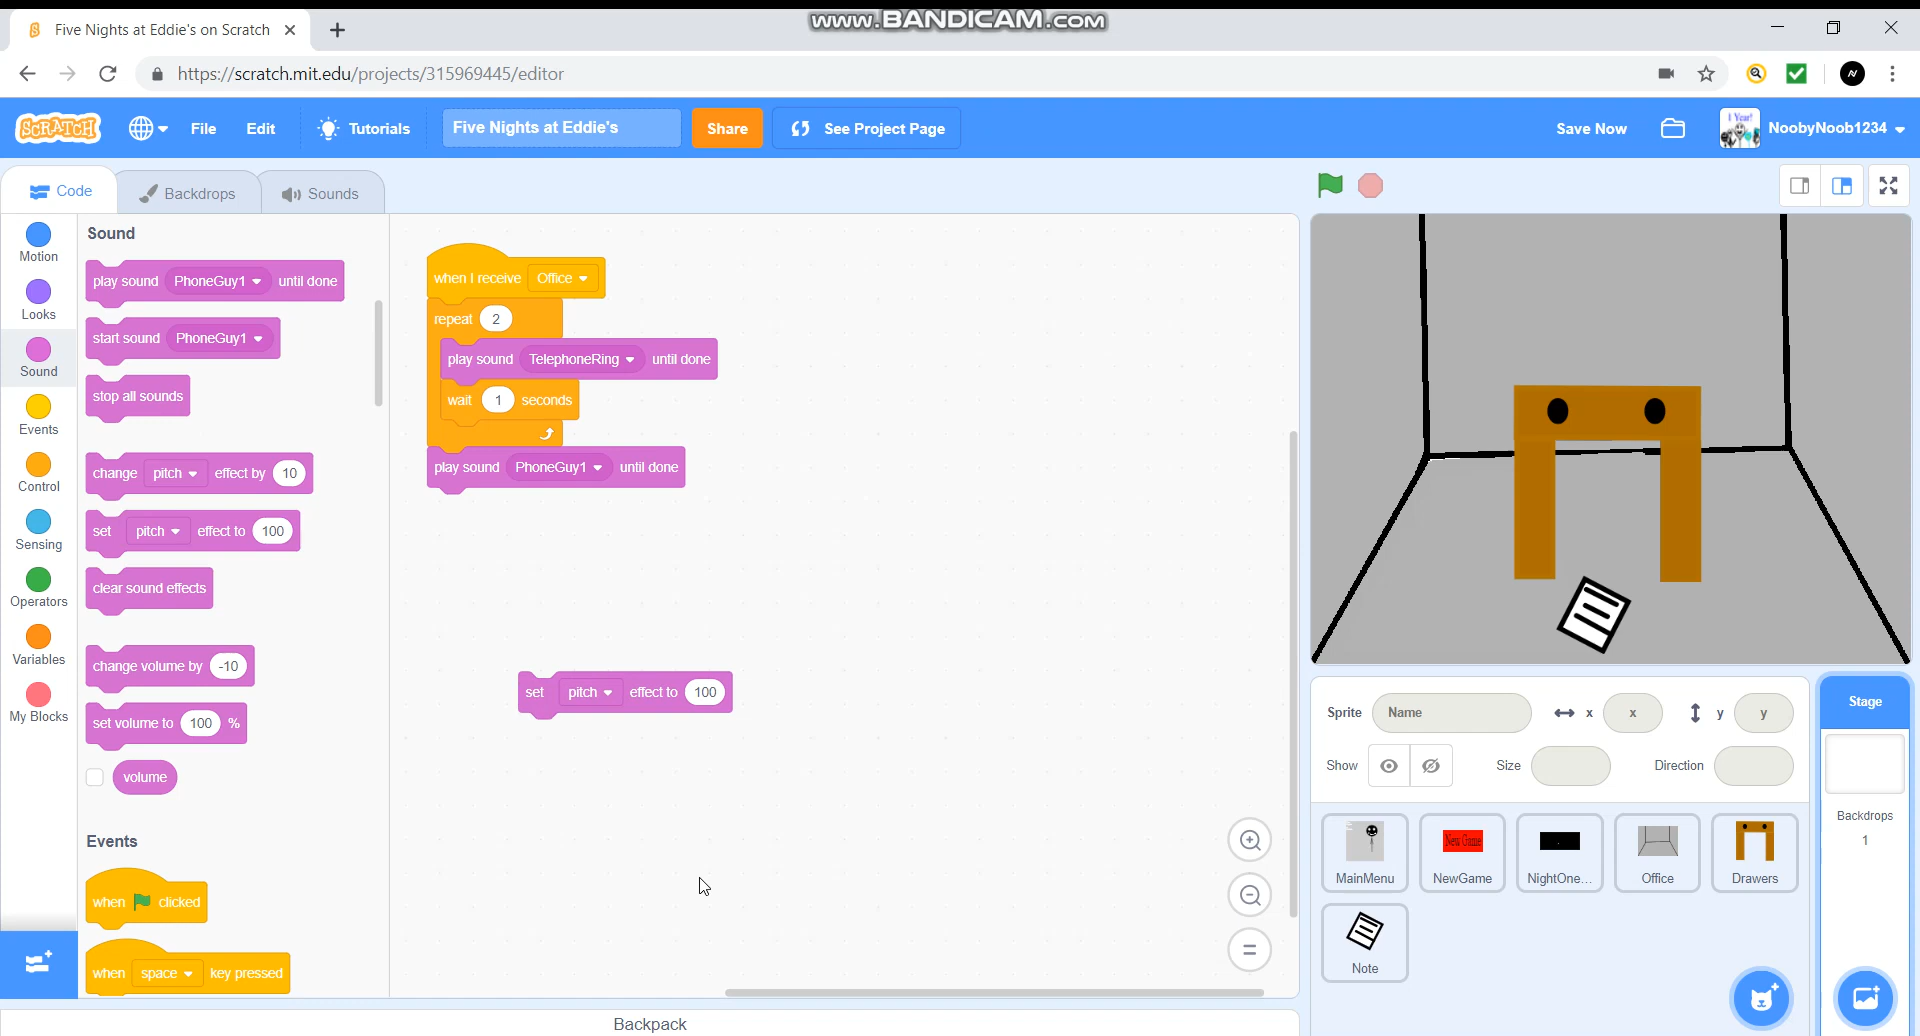 Five Nights at Eddie's on Scratch
www.BANDICAM.com
https://scratch.mit.edu/projects/315969445/editor
SCRATCH
File
Edit
Tutorials
Five Nights at Eddie's
Share
See Project Page
Save Now
1 Year!
NoobyNoob1234
Code
Backdrops
Sounds
Motion
Looks
Sound
Events
Control
Sensing
Operators
Variables
My Blocks
Sound
play sound PhoneGuy1 until done
start sound PhoneGuy1
stop all sounds
change pitch effect by 10
set pitch effect to 100
clear sound effects
change volume by -10
set volume to 100 %
volume
Events
when clicked
when space key pressed
when I receive Office
repeat 2
play sound TelephoneRing until done
wait 1 seconds
play sound PhoneGuy1 until done
set pitch effect to 100
Backpack
Sprite Name x x y y
Show Size Direction
Stage
Backdrops
1
New Game
MainMenu
NewGame
NightOne...
Office
Drawers
Note